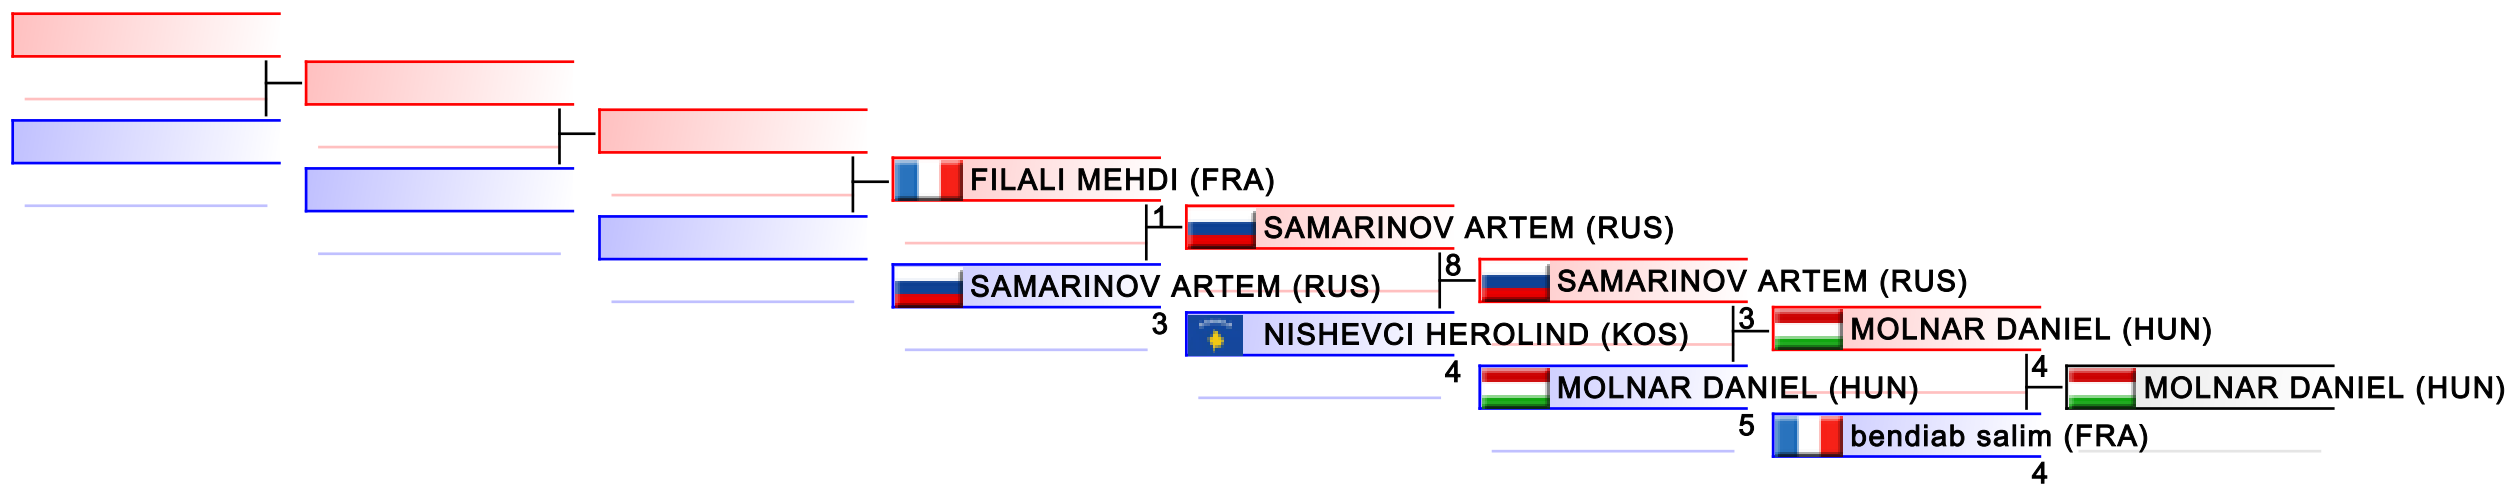 FILALI MEHDI (FRA)
1
SAMARINOV ARTEM (RUS)
8
SAMARINOV ARTEM (RUS)
SAMARINOV ARTEM (RUS)
3
3
NISHEVCI HEROLIND (KOS)
MOLNAR DANIEL (HUN)
4
4
MOLNAR DANIEL (HUN)
MOLNAR DANIEL (HUN)
5
bendiab salim (FRA)
4